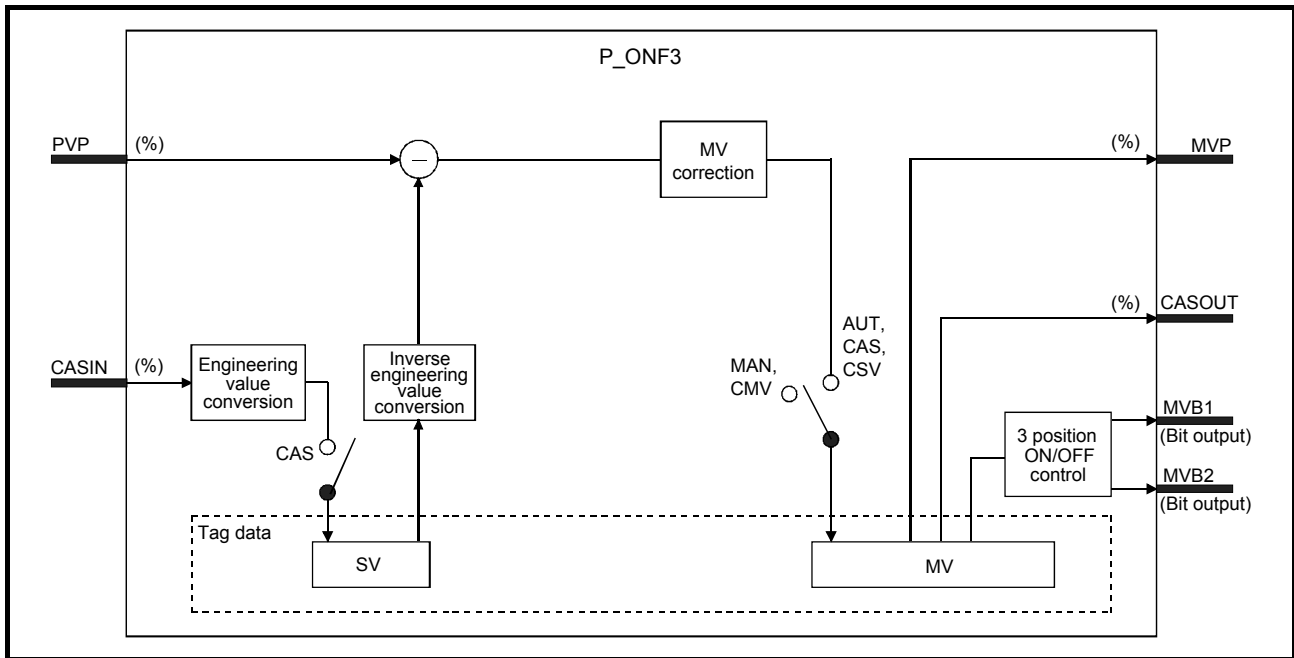 P_ONF3
PVP
(%)
−
MV
correction
(%)
MVP
CASIN
(%)
Engineering
value
conversion
CAS
Inverse
engineering
value
conversion
MAN,
CMV
AUT,
CAS,
CSV
(%)
CASOUT
3 position
ON/OFF
control
MVB1
(Bit output)
MVB2
(Bit output)
Tag data
SV
MV